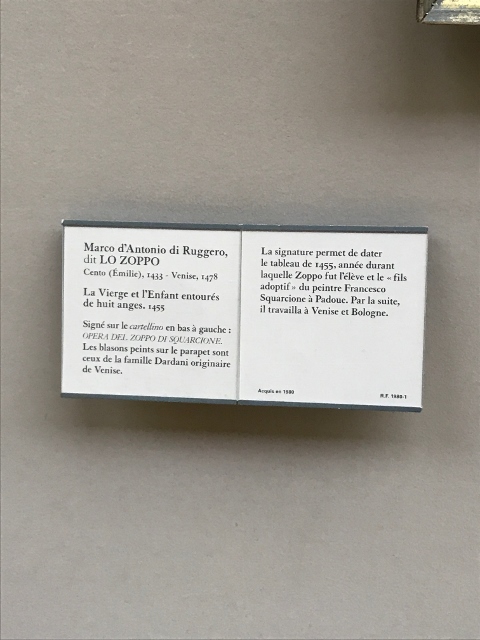 Marco d'Antonio di Ruggero,
dit LO ZOPPO
Cento (Émilie), 1433 - Venise, 1478
La Vierge et l'Enfant entourés
de huit anges. 1455
Signé sur le cartellino en bas à gauche :
OPERA DEL ZOPPO DI SQUARCIONE.
Les blasons peints sur le parapet sont
ceux de la famille Dardani originaire
de Venise.
La signature permet de dater
le tableau de 1455, année durant
laquelle Zoppo fut l'élève et le « fils
adoptif » du peintre Francesco
Squarcione à Padoue. Par la suite,
il travailla à Venise et Bologne.
Acquis en 1980
R.F. 1980-1